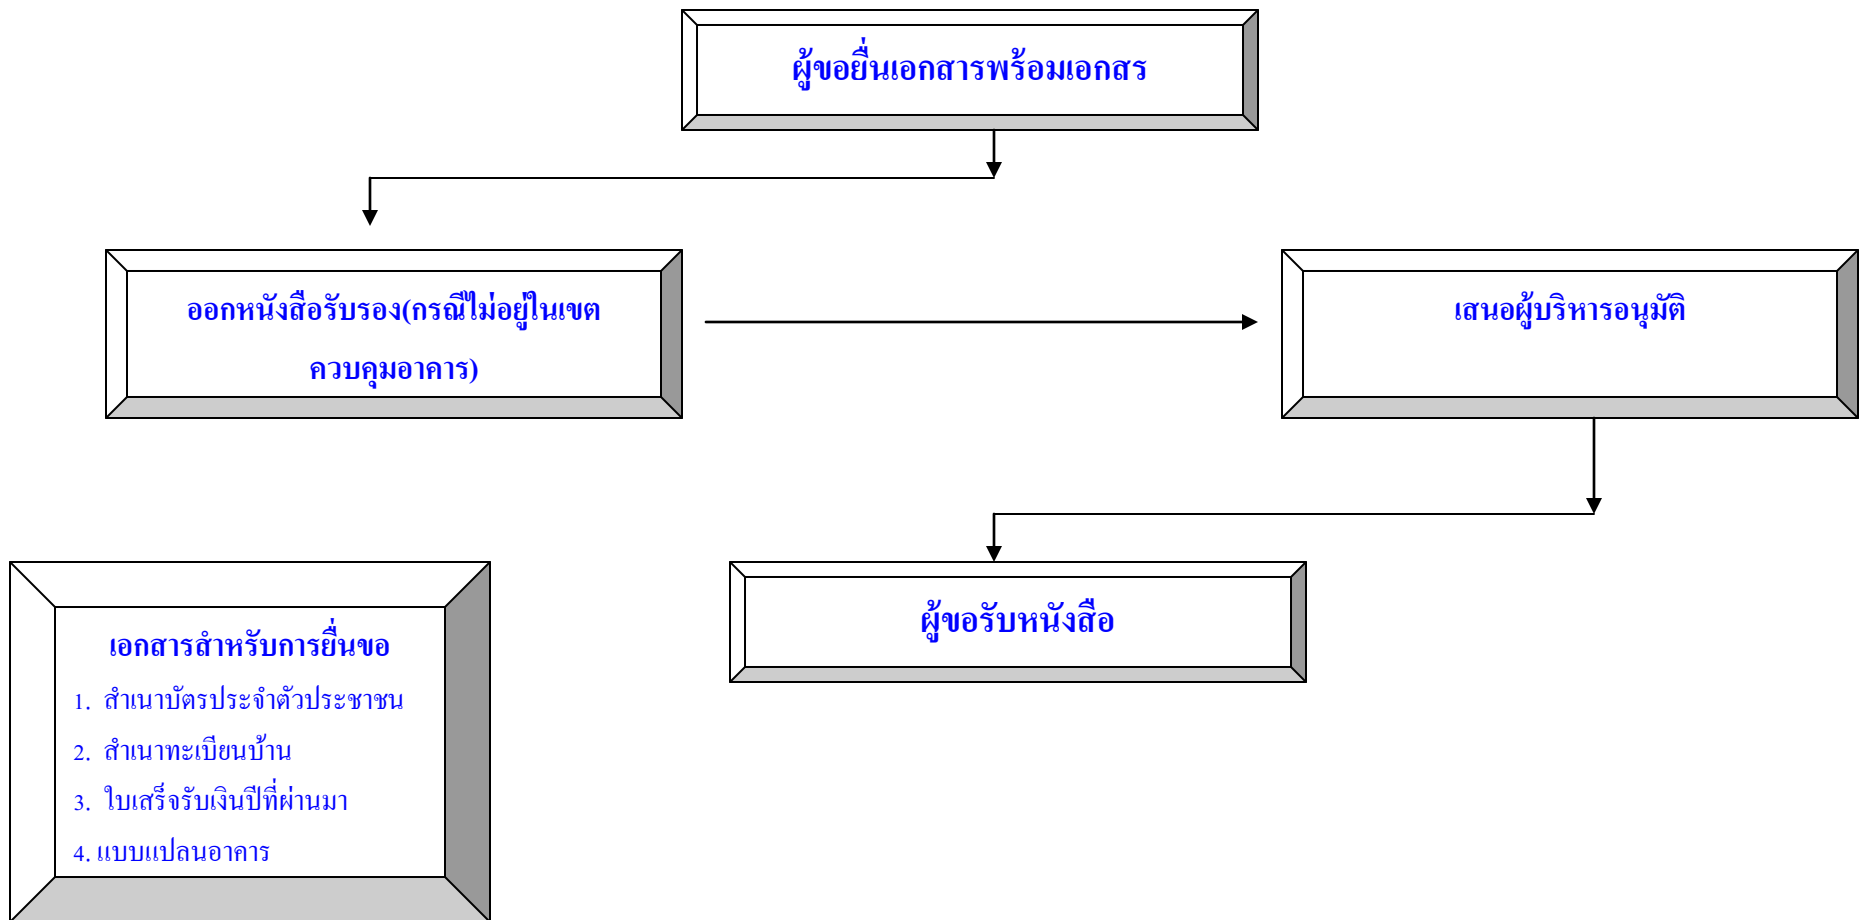 ผู้ขอยื่นเอกสารพร้อมเอกสร
ออกหนังสือรับรอง(กรณีไม่อยู่ในเขต
ควบคุมอาคาร)
เสนอผู้บริหารอนุมัติ
ผู้ขอรับหนังสือ
เอกสารสำหรับการยื่นขอ
1. สำเนาบัตรประจำตัวประชาชน
2. สำเนาทะเบียนบ้าน
3. ใบเสร็จรับเงินปีที่ผ่านมา
4. แบบแปลนอาคาร